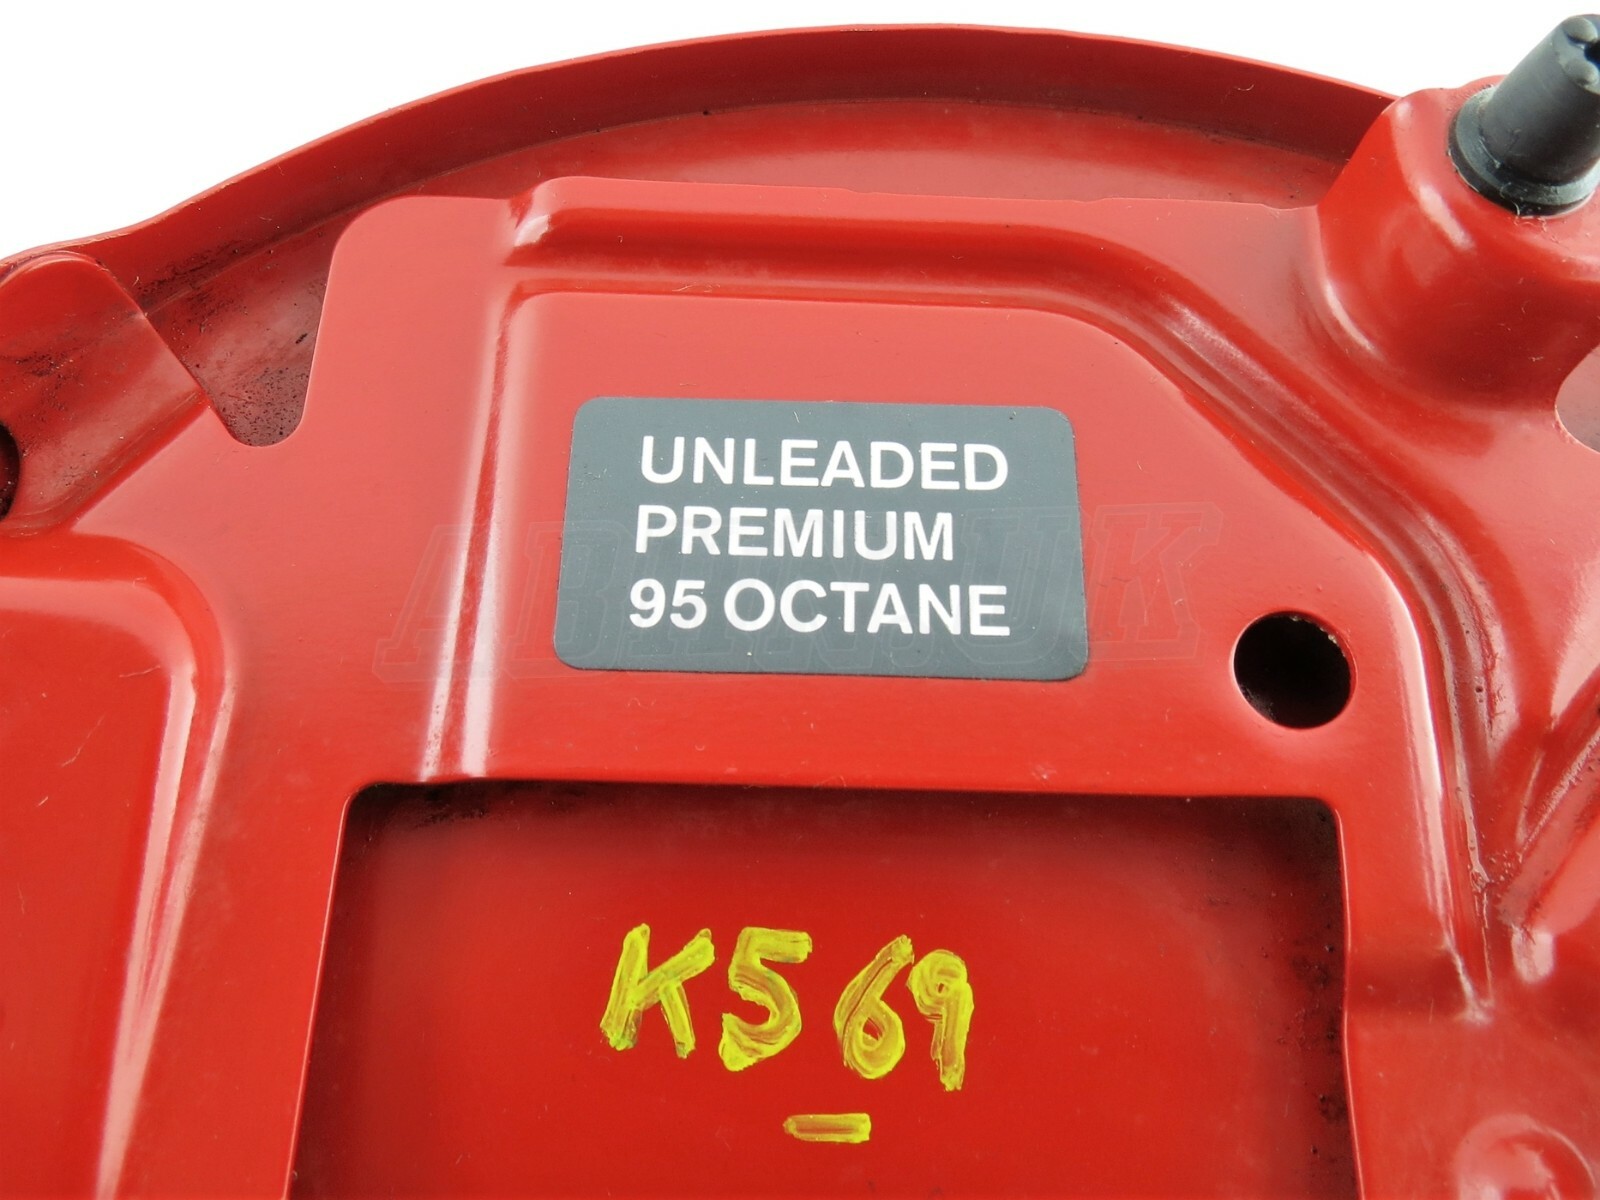 UNLEADED
PREMIUM
95 OCTANE
K569